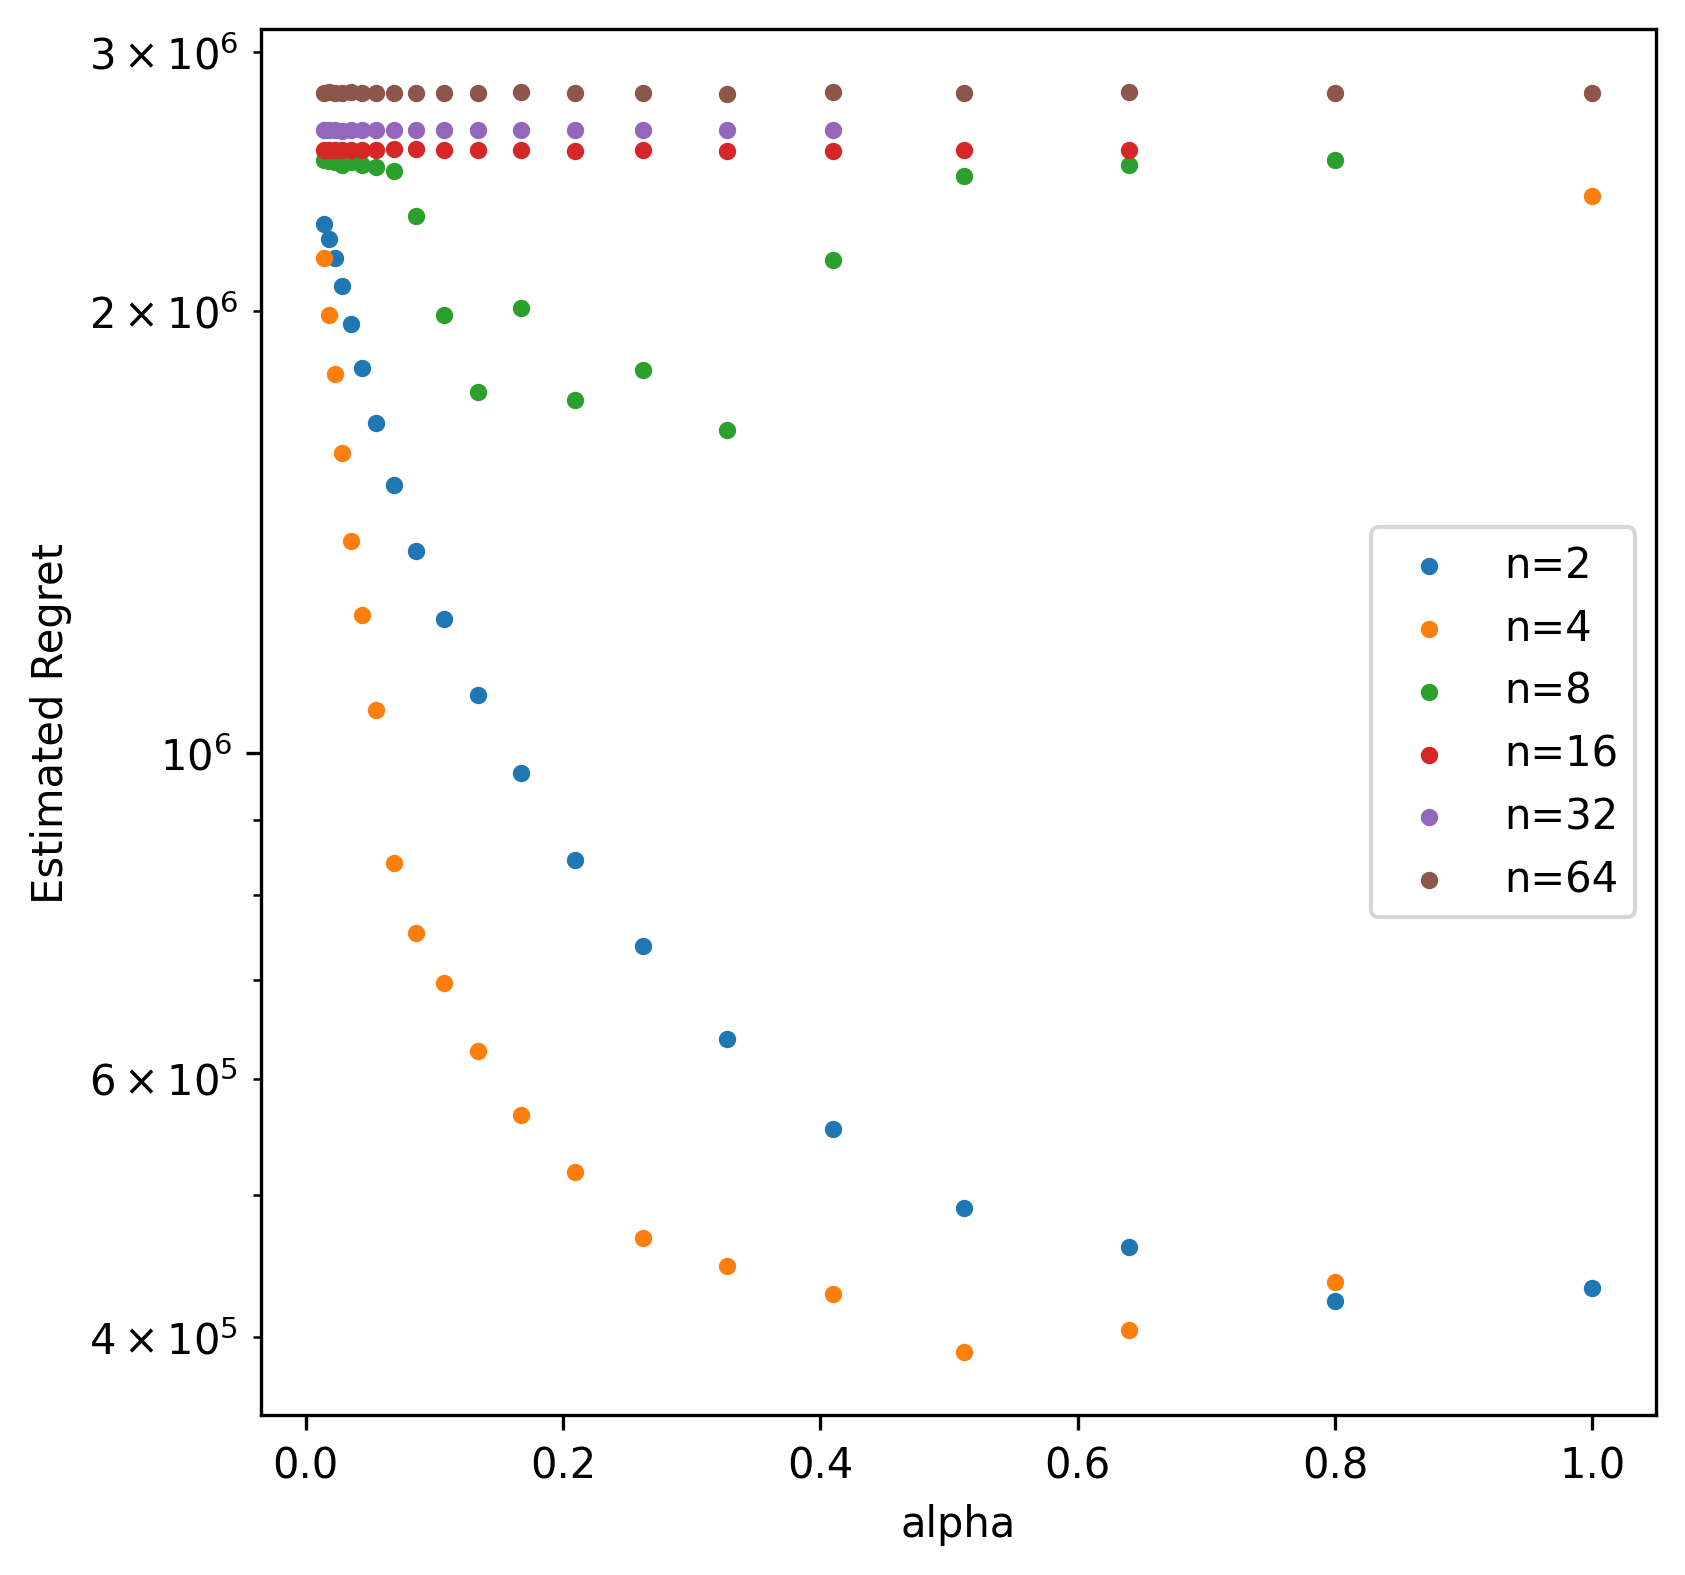 3×10⁶
2×10⁶
10⁶
6×10⁵
4×10⁵
Estimated Regret
n=2
n=4
n=8
n=16
n=32
n=64
0.0 0.2 0.4 0.6 0.8 1.0
alpha